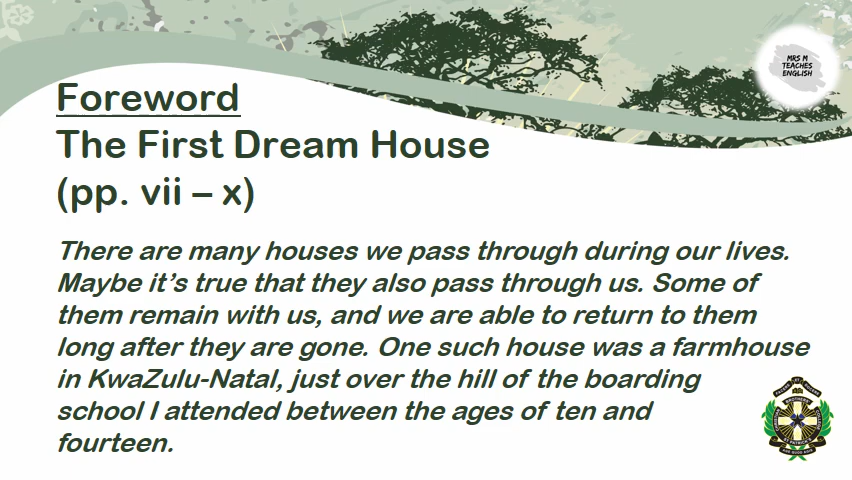 MRS M
TEACHES
ENGLISH
Foreword
The First Dream House
(pp. vii – x)
There are many houses we pass through during our lives.
Maybe it’s true that they also pass through us. Some of
them remain with us, and we are able to return to them
long after they are gone. One such house was a farmhouse
in KwaZulu-Natal, just over the hill of the boarding
school I attended between the ages of ten and
fourteen.